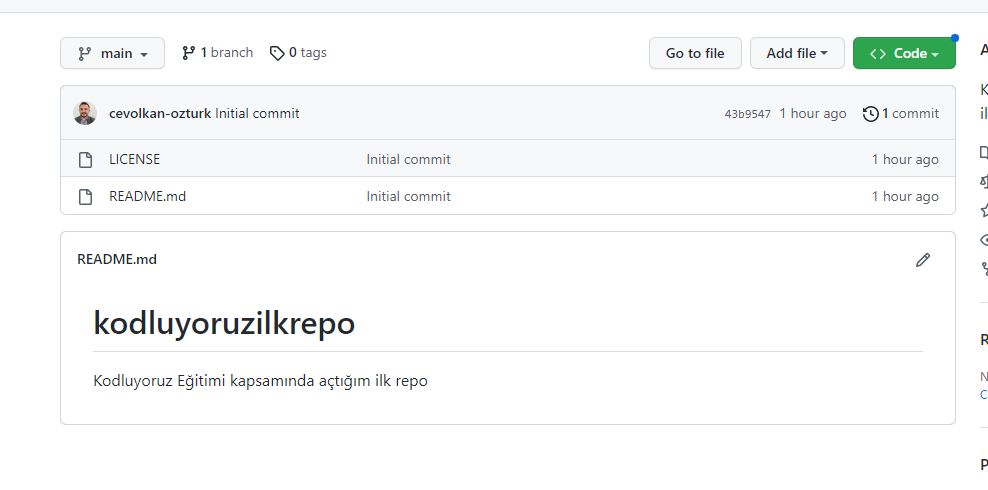 main
1 branch
0 tags
Go to file
Add file
Code
cevolkan-ozturk Initial commit
43b9547 1 hour ago
1 commit
LICENSE Initial commit 1 hour ago
README.md Initial commit 1 hour ago
README.md
kodluyoruzilkrepo
Kodluyoruz Eğitimi kapsamında açtığım ilk repo